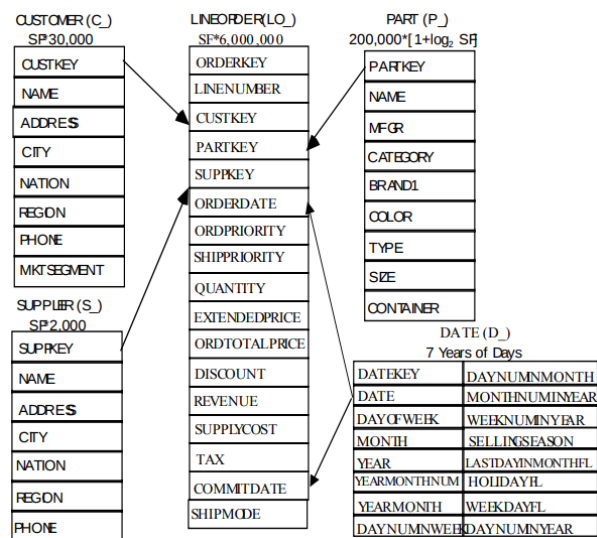 CUSTOMER (C_)
SF*30,000
CUSTKEY
NAME
ADDRESS
CITY
NATION
REGION
PHONE
MKTSEGMENT
SUPPLIER (S_)
SF*2,000
SUPPKEY
NAME
ADDRESS
CITY
NATION
REGION
PHONE
LINEORDER(LO_)
SF*6,000,000
ORDERKEY
LINENUMBER
CUSTKEY
PARTKEY
SUPPKEY
ORDERDATE
ORDPRIORITY
SHIPPRIORITY
QUANTITY
EXTENDEDPRICE
ORDTOTALPRICE
DISCOUNT
REVENUE
SUPPLYCOST
TAX
COMMITDATE
SHIPMODE
PART (P_)
200,000*[1+log₂ SF]
PARTKEY
NAME
MFGR
CATEGORY
BRAND1
COLOR
TYPE
SIZE
CONTAINER
DATE (D_)
7 Years of Days
DATEKEY DAYNUMINMONTH
DATE MONTHNUMINYEAR
DAYOFWEEK WEEKNUMINYEAR
MONTH SELLINGSEASON
YEAR LASTDAYINMONTHFL
YEARMONTHNUM HOLIDAYFL
YEARMONTH WEEKDAYFL
DAYNUMINWEEK DAYNUMINYEAR